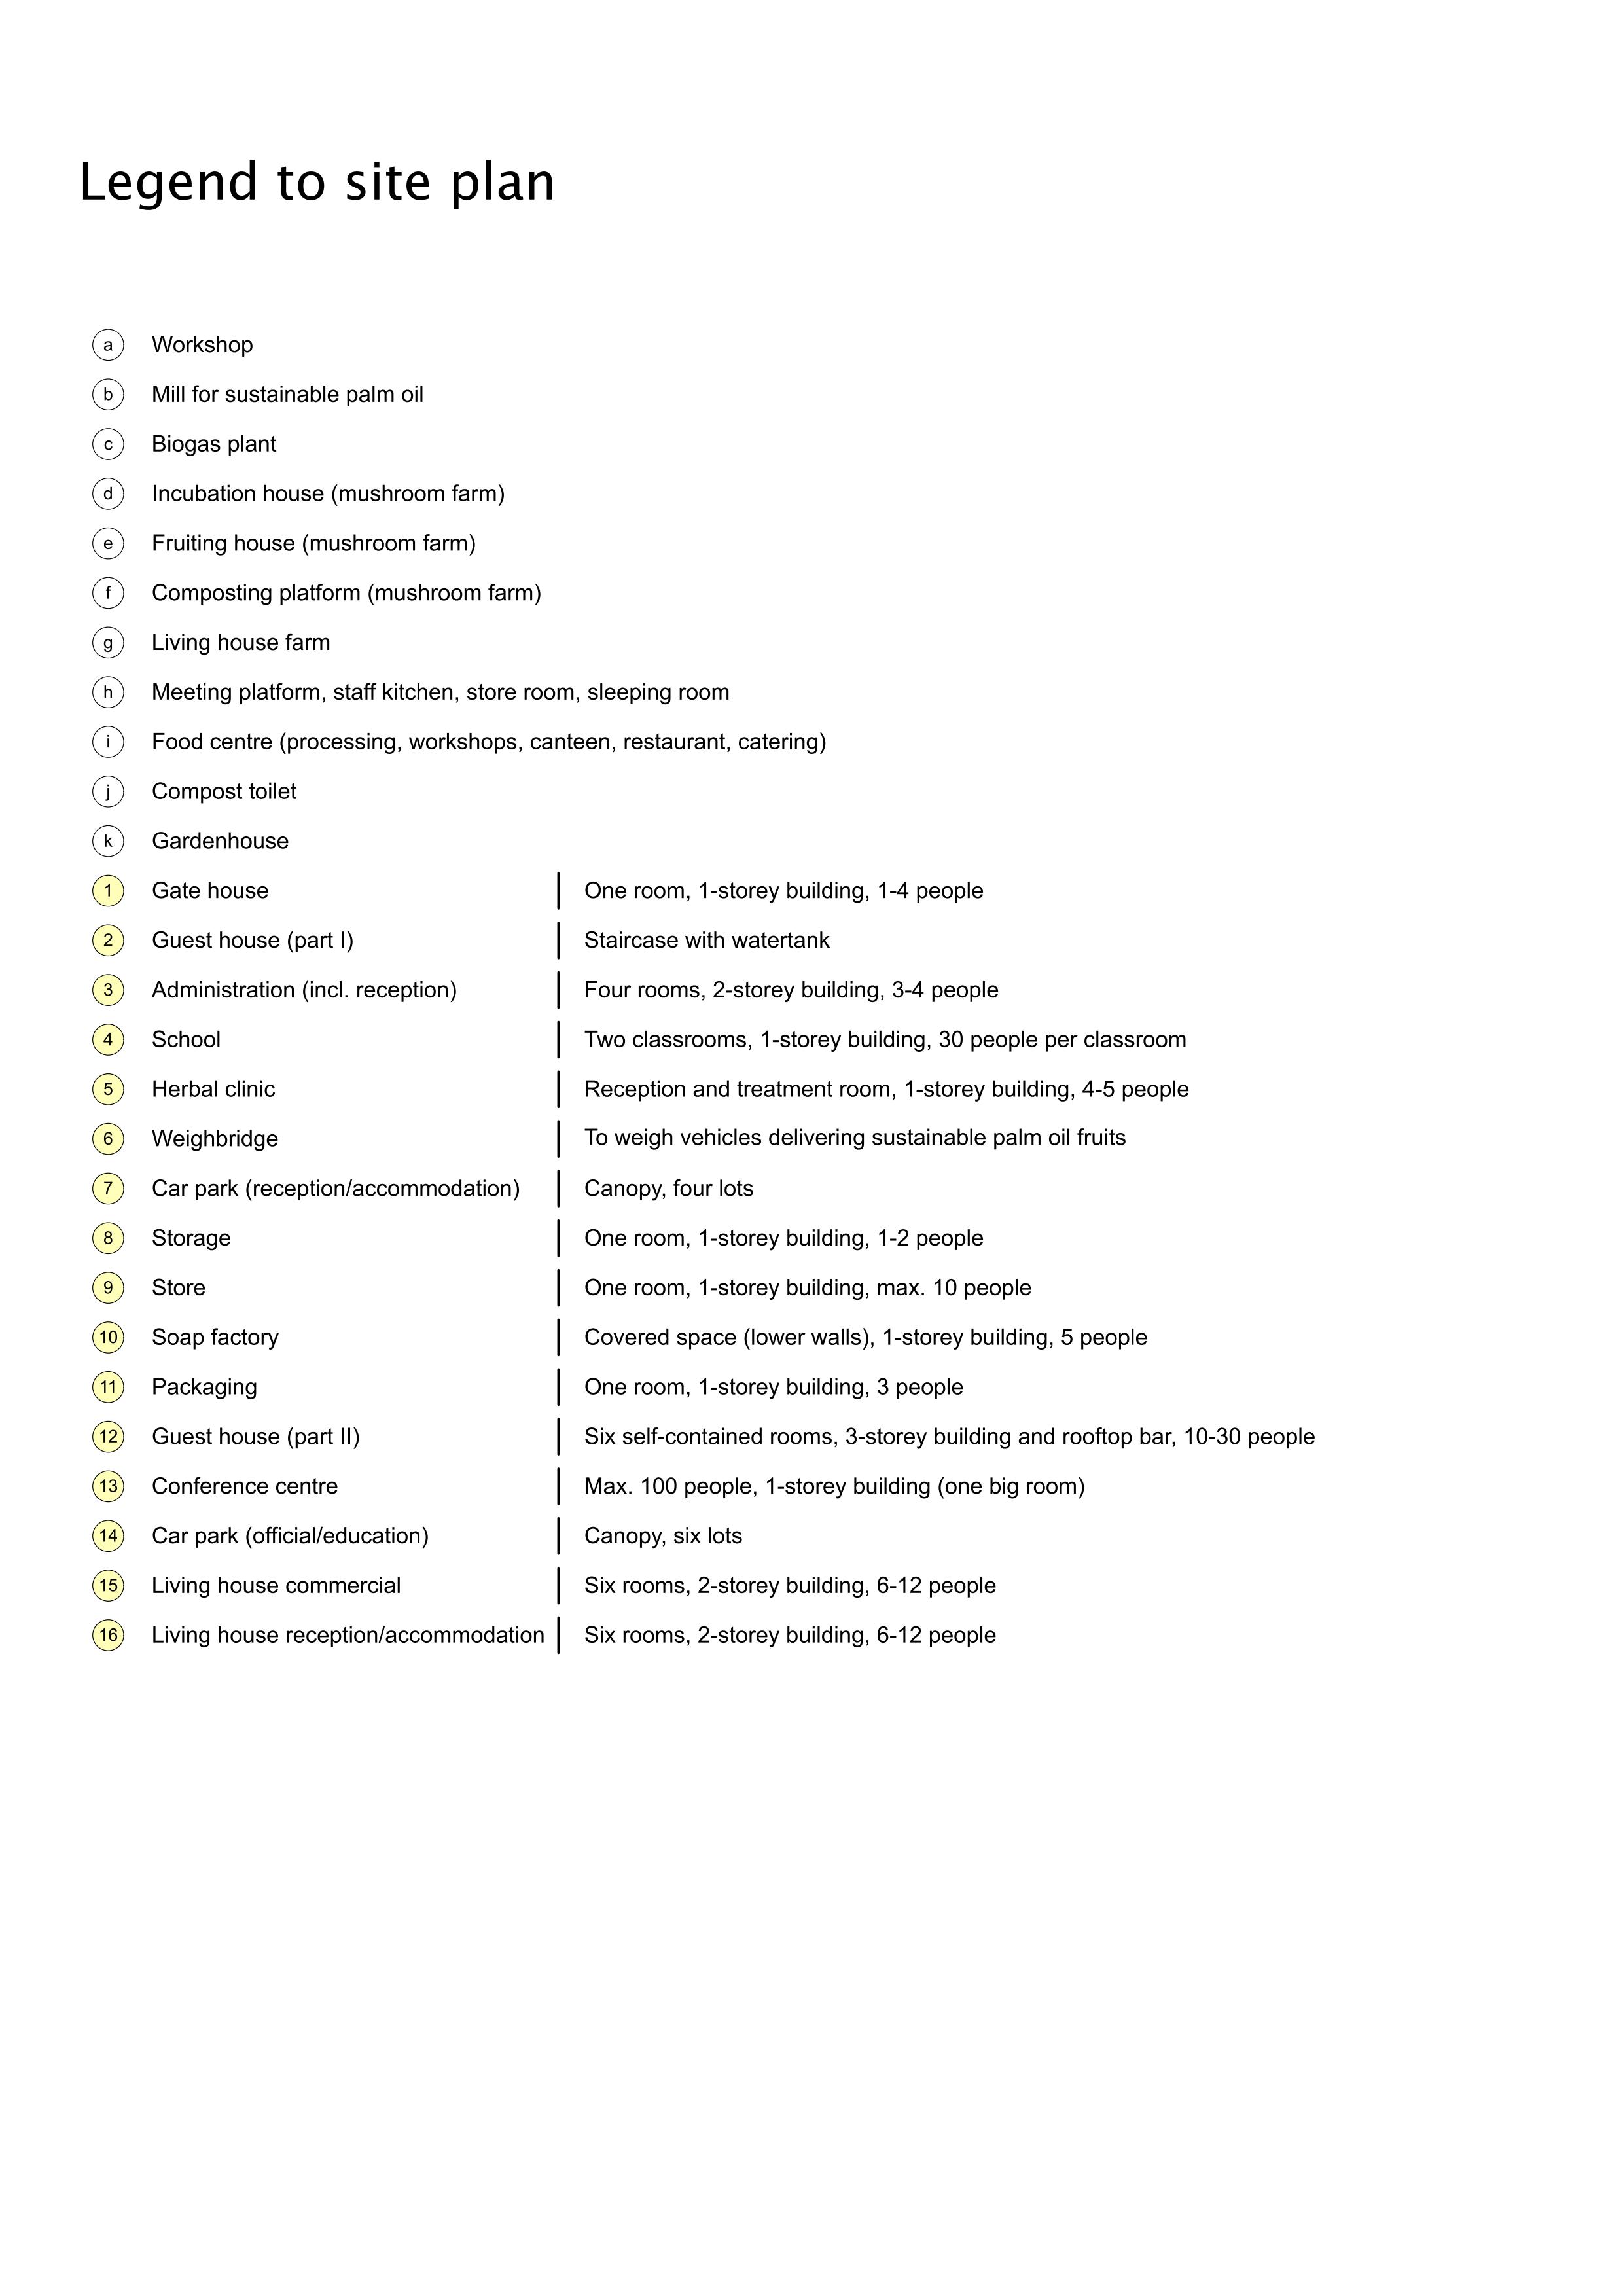 Legend to site plan
a Workshop
b Mill for sustainable palm oil
c Biogas plant
d Incubation house (mushroom farm)
e Fruiting house (mushroom farm)
f Composting platform (mushroom farm)
g Living house farm
h Meeting platform, staff kitchen, store room, sleeping room
i Food centre (processing, workshops, canteen, restaurant, catering)
j Compost toilet
k Gardenhouse
1 Gate house One room, 1-storey building, 1-4 people
2 Guest house (part I) Staircase with watertank
3 Administration (incl. reception) Four rooms, 2-storey building, 3-4 people
4 School Two classrooms, 1-storey building, 30 people per classroom
5 Herbal clinic Reception and treatment room, 1-storey building, 4-5 people
6 Weighbridge To weigh vehicles delivering sustainable palm oil fruits
7 Car park (reception/accommodation) Canopy, four lots
8 Storage One room, 1-storey building, 1-2 people
9 Store One room, 1-storey building, max. 10 people
10 Soap factory Covered space (lower walls), 1-storey building, 5 people
11 Packaging One room, 1-storey building, 3 people
12 Guest house (part II) Six self-contained rooms, 3-storey building and rooftop bar, 10-30 people
13 Conference centre Max. 100 people, 1-storey building (one big room)
14 Car park (official/education) Canopy, six lots
15 Living house commercial Six rooms, 2-storey building, 6-12 people
16 Living house reception/accommodation Six rooms, 2-storey building, 6-12 people